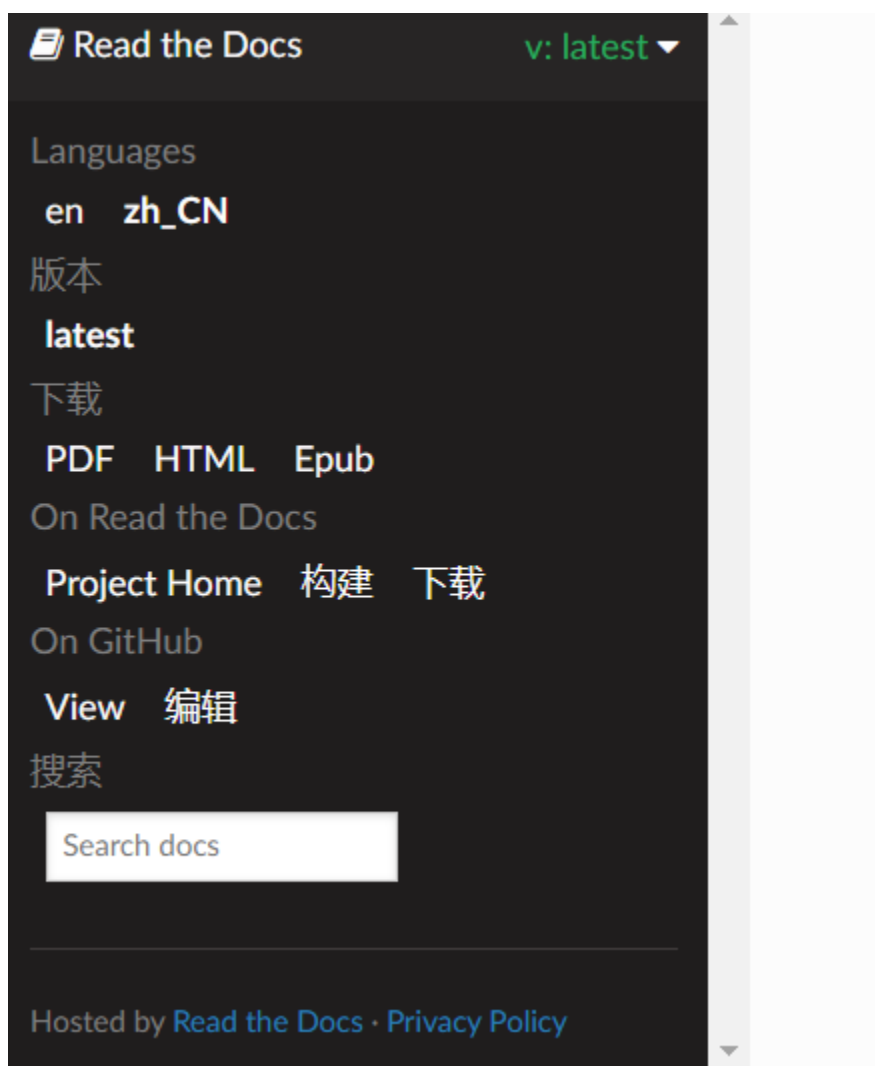 Read the Docs v: latest
Languages
en zh_CN
版本
latest
下载
PDF HTML Epub
On Read the Docs
Project Home 构建 下载
On GitHub
View 编辑
搜索
Search docs
Hosted by Read the Docs · Privacy Policy